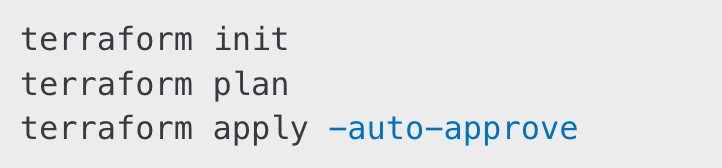 terraform init
terraform plan
terraform apply -auto-approve